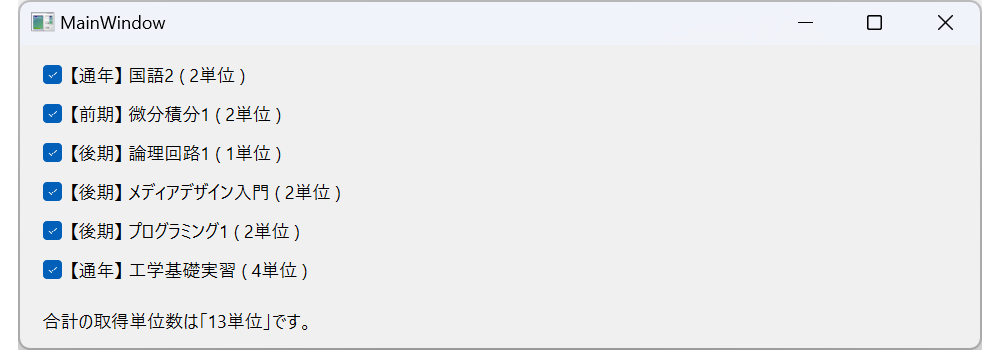 MainWindow
【通年】 国語2 ( 2単位 )
【前期】 微分積分1 ( 2単位 )
【後期】 論理回路1 ( 1単位 )
【後期】 メディアデザイン入門 ( 2単位 )
【後期】 プログラミング1 ( 2単位 )
【通年】 工学基礎実習 ( 4単位 )
合計の取得単位数は「13単位」です。